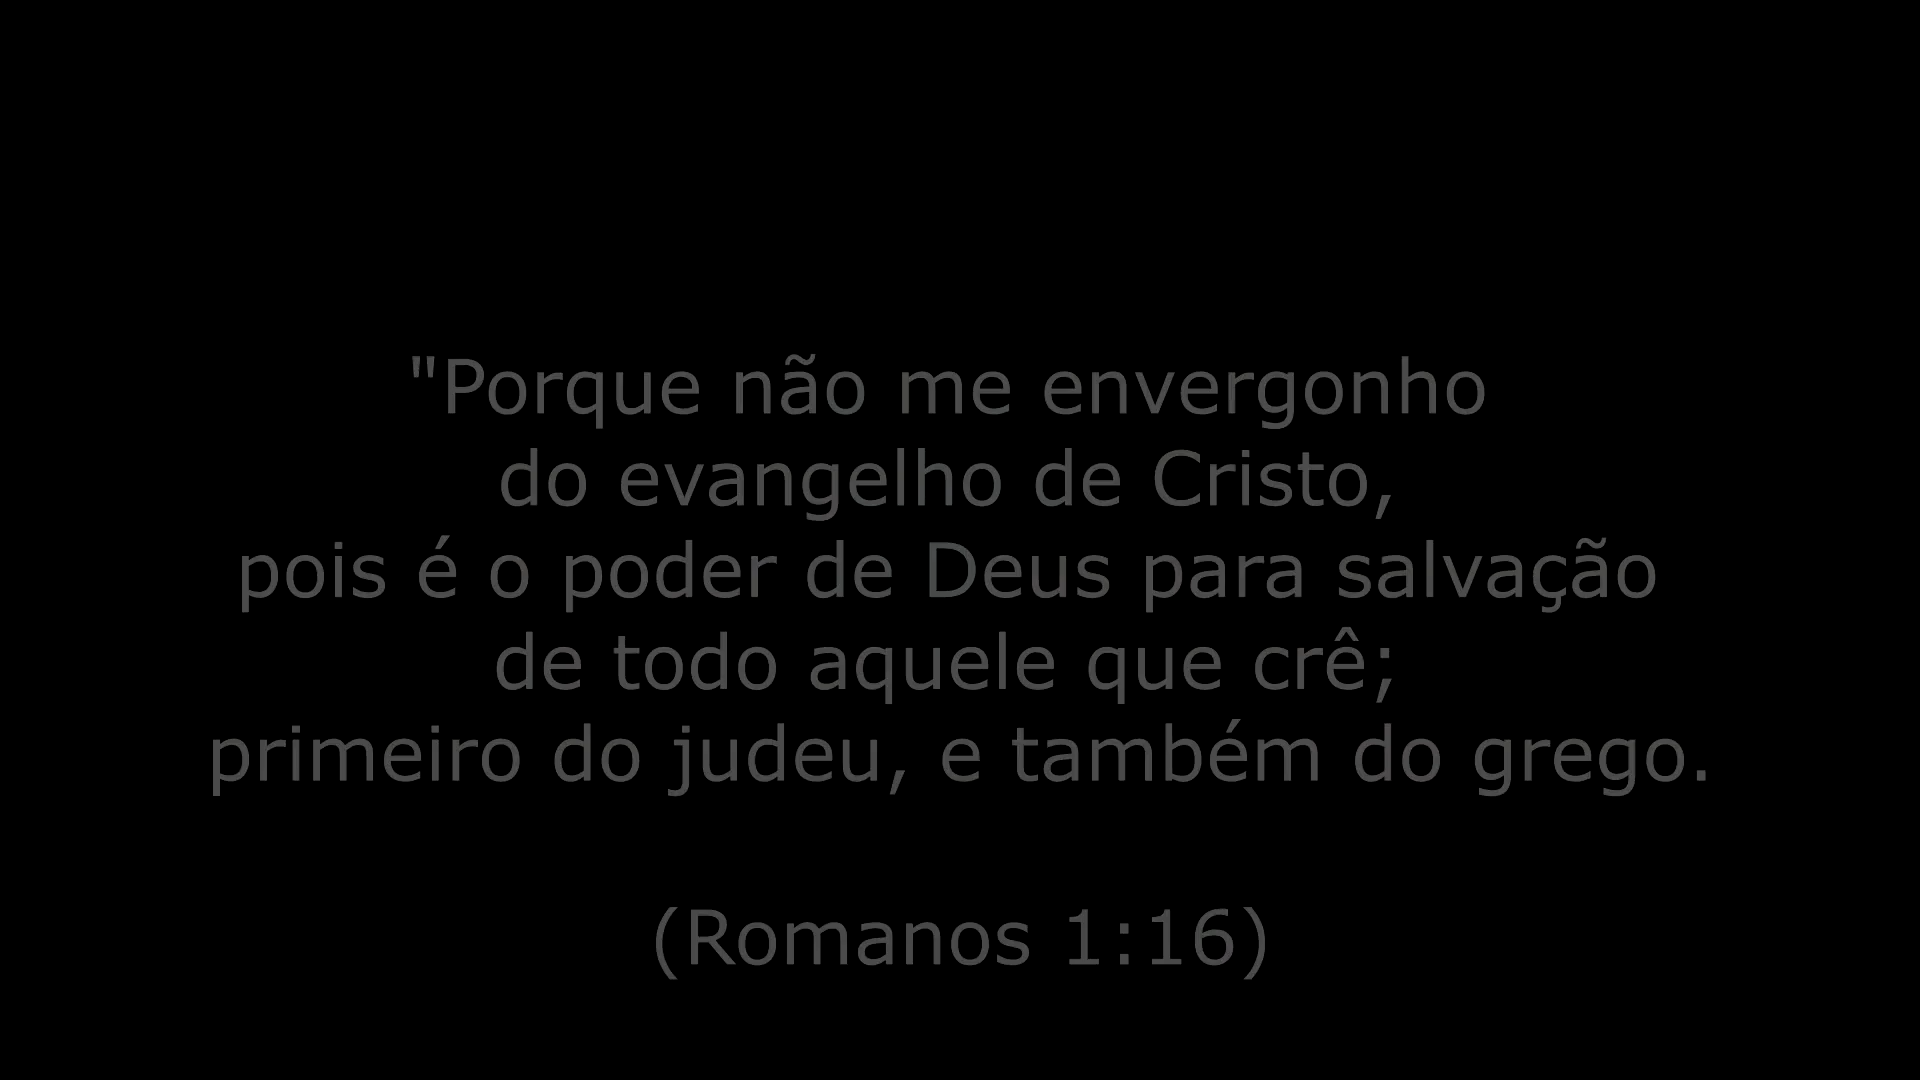 "Porque não me envergonho
do evangelho de Cristo,
pois é o poder de Deus para salvação
de todo aquele que crê;
primeiro do judeu, e também do grego.
(Romanos 1:16)